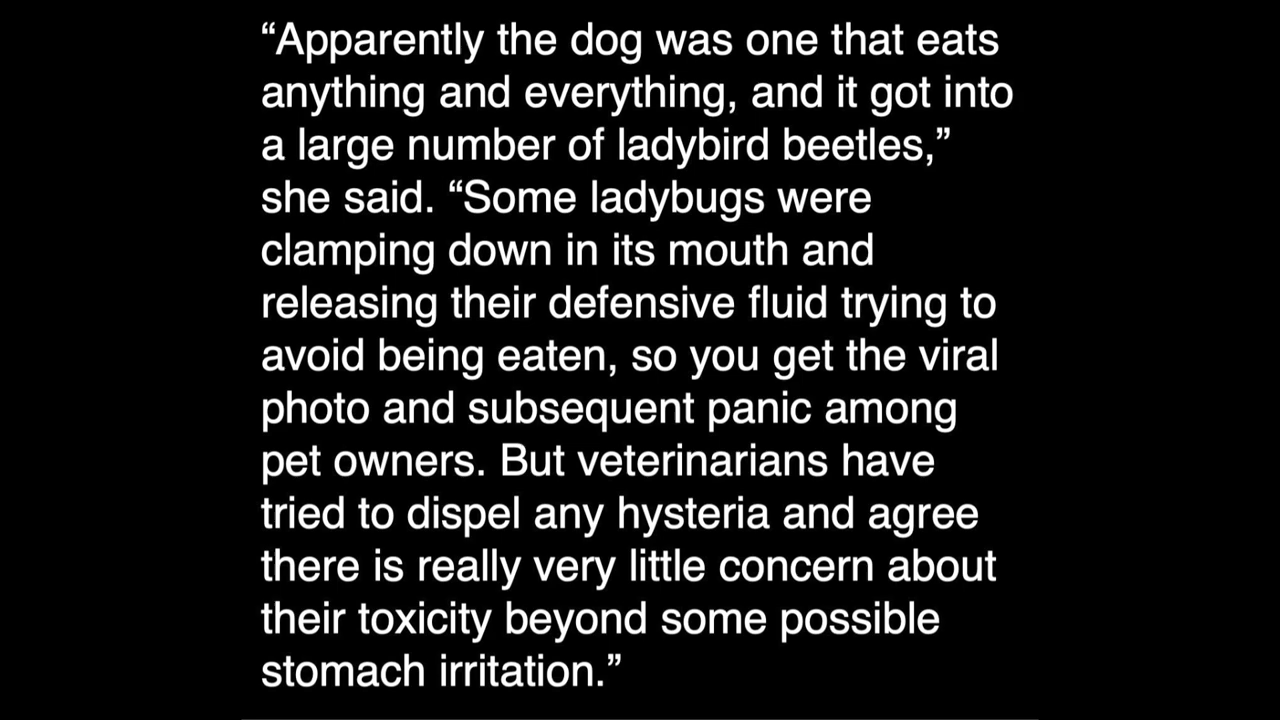 “Apparently the dog was one that eats
anything and everything, and it got into
a large number of ladybird beetles,”
she said. “Some ladybugs were
clamping down in its mouth and
releasing their defensive fluid trying to
avoid being eaten, so you get the viral
photo and subsequent panic among
pet owners. But veterinarians have
tried to dispel any hysteria and agree
there is really very little concern about
their toxicity beyond some possible
stomach irritation.”